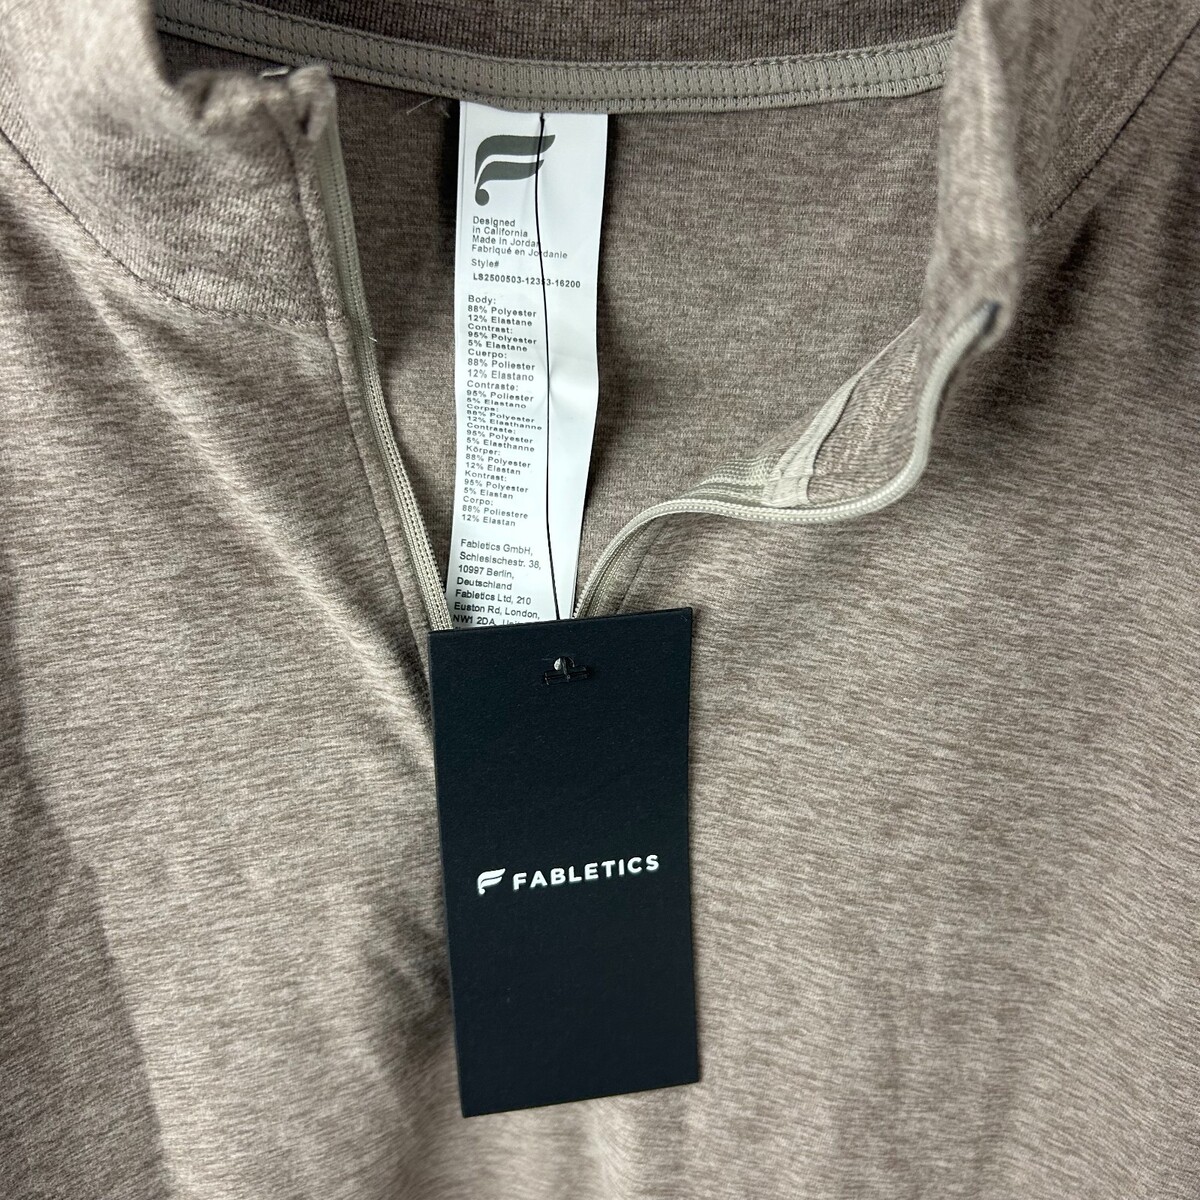 Designed
in California
Made in Jordan
Fabriqué en Jordanie
Style#
LS2500503-12353-16200
Body:
88% Polyester
12% Elastane
Contrast:
95% Polyester
5% Elastane
Cuerpo:
88% Poliester
12% Elastano
Contraste:
95% Poliester
5% Elastano
Corps:
88% Polyester
12% Elasthanne
Contraste:
95% Polyester
5% Elasthanne
Körper:
88% Polyester
12% Elastan
Kontrast:
95% Polyester
5% Elastan
Corpo:
88% Poliestere
12% Elastan
Fabletics GmbH,
Schlesischestr. 38,
10997 Berlin,
Deutschland
Fabletics Ltd, 210
Euston Rd, London,
NW1 2DA,
FABLETICS